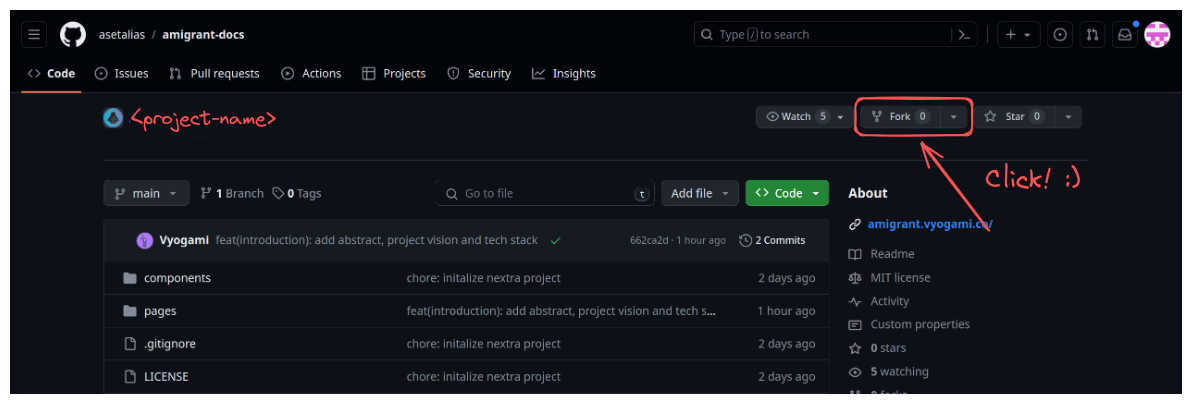 asetalias / amigrant-docs
Type / to search
Code Issues Pull requests Actions Projects Security Insights
<project-name>
Watch 5 Fork 0 Star 0
Click! :)
main 1 Branch 0 Tags
Go to file t
Add file Code
About
amigrant.vyogami.co/
Vyogami feat(introduction): add abstract, project vision and tech stack
662ca2d · 1 hour ago 2 Commits
components chore: initalize nextra project 2 days ago
pages feat(introduction): add abstract, project vision and tech s... 1 hour ago
.gitignore chore: initalize nextra project 2 days ago
LICENSE chore: initalize nextra project 2 days ago
Readme
MIT license
Activity
Custom properties
0 stars
5 watching
0 forks